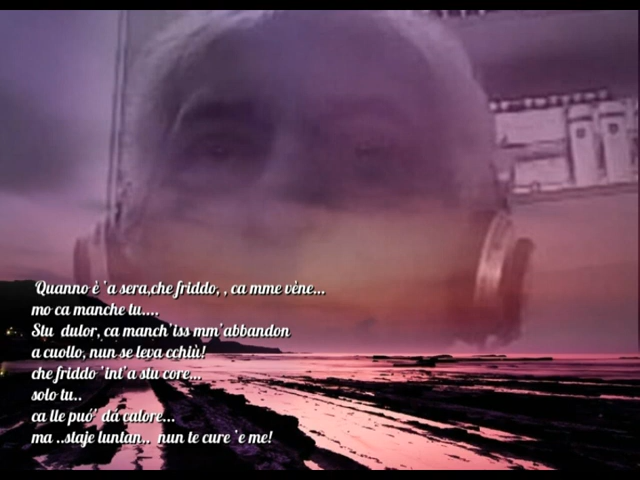 Quanno è 'a sera,che friddo, , ca mme vène...
mo ca manche tu....
Stu dulor, ca manch'iss mm'abbandon
a cuollo, nun se leva cchiù!
che friddo 'int'a stu core...
solo tu..
ca lle puó' dá calore...
ma ..staje luntan.. nun te cure 'e me!